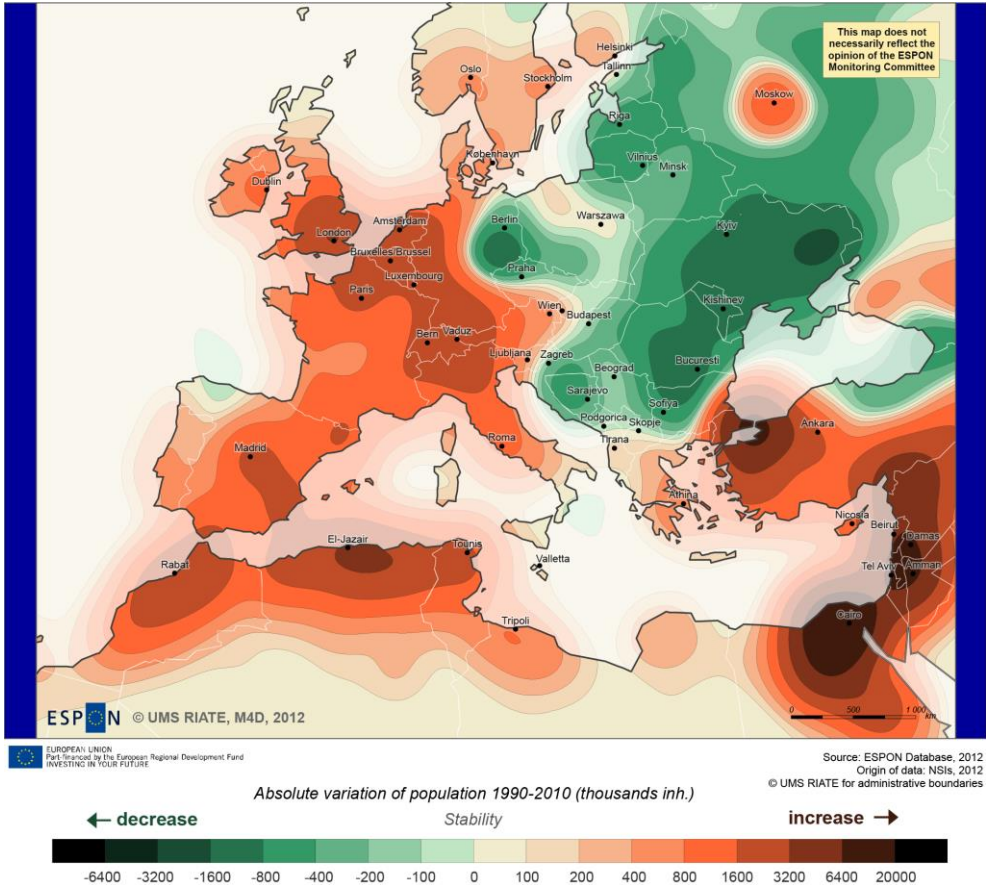 This map does not
necessarily reflect the
opinion of the ESPON
Monitoring Committee
Helsinki
Tallinn
Oslo
Stockholm
Moskow
Riga
København
Vilnius
Minsk
Dublin
Berlin
Warszawa
Amsterdam
London
Kyiv
Bruxelles/Brussel
Praha
Luxembourg
Paris
Kishinev
Wien
Budapest
Bern
Vaduz
Ljubljana
Zagreb
Bucuresti
Beograd
Sarajevo
Sofiya
Podgorica
Skopje
Ankara
Roma
Tirana
Madrid
Athina
Nicosia
Beirut
El-Jazair
Tounis
Damas
Rabat
Valletta
Tel Aviv
Amman
Tripoli
Cairo
ESPON © UMS RIATE, M4D, 2012
0 500 1 000
km
EUROPEAN UNION
Part-financed by the European Regional Development Fund
INVESTING IN YOUR FUTURE
Source: ESPON Database, 2012
Origin of data: NSIs, 2012
© UMS RIATE for administrative boundaries
Absolute variation of population 1990-2010 (thousands inh.)
← decrease Stability increase →
-6400 -3200 -1600 -800 -400 -200 -100 0 100 200 400 800 1600 3200 6400 20000